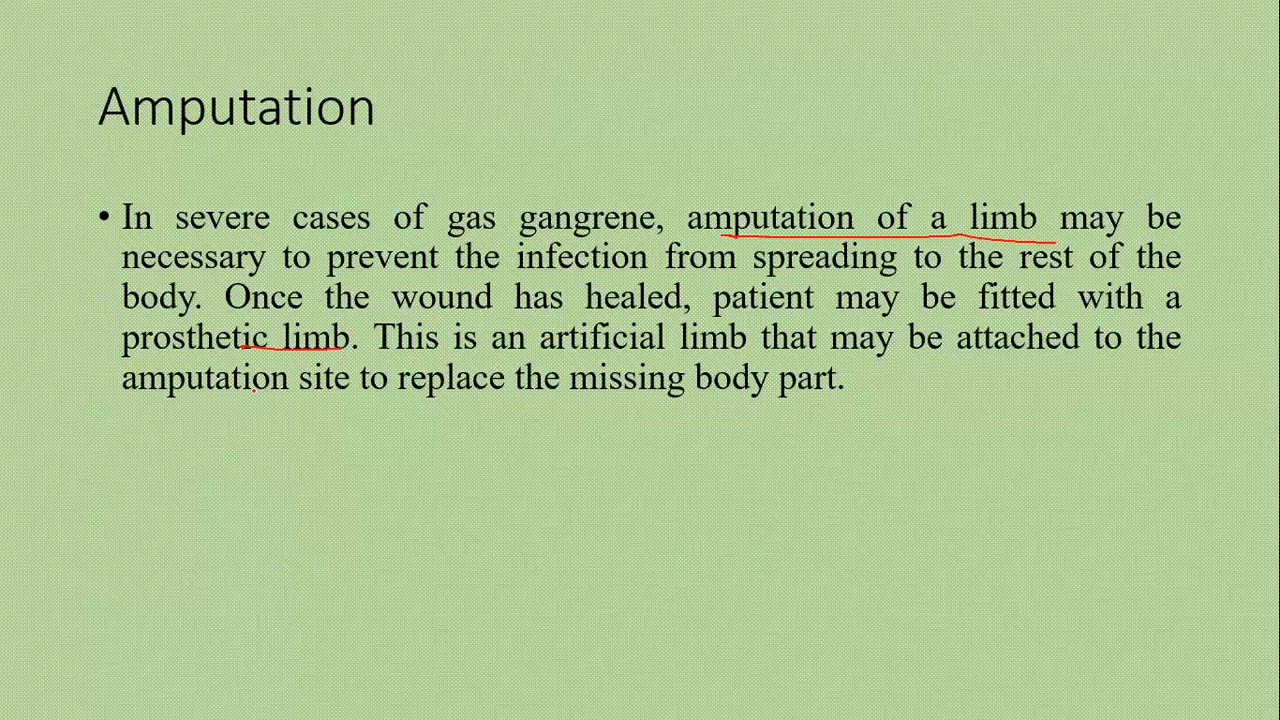 Amputation
• In severe cases of gas gangrene, amputation of a limb may be
necessary to prevent the infection from spreading to the rest of the
body. Once the wound has healed, patient may be fitted with a
prosthetic limb. This is an artificial limb that may be attached to the
amputation site to replace the missing body part.